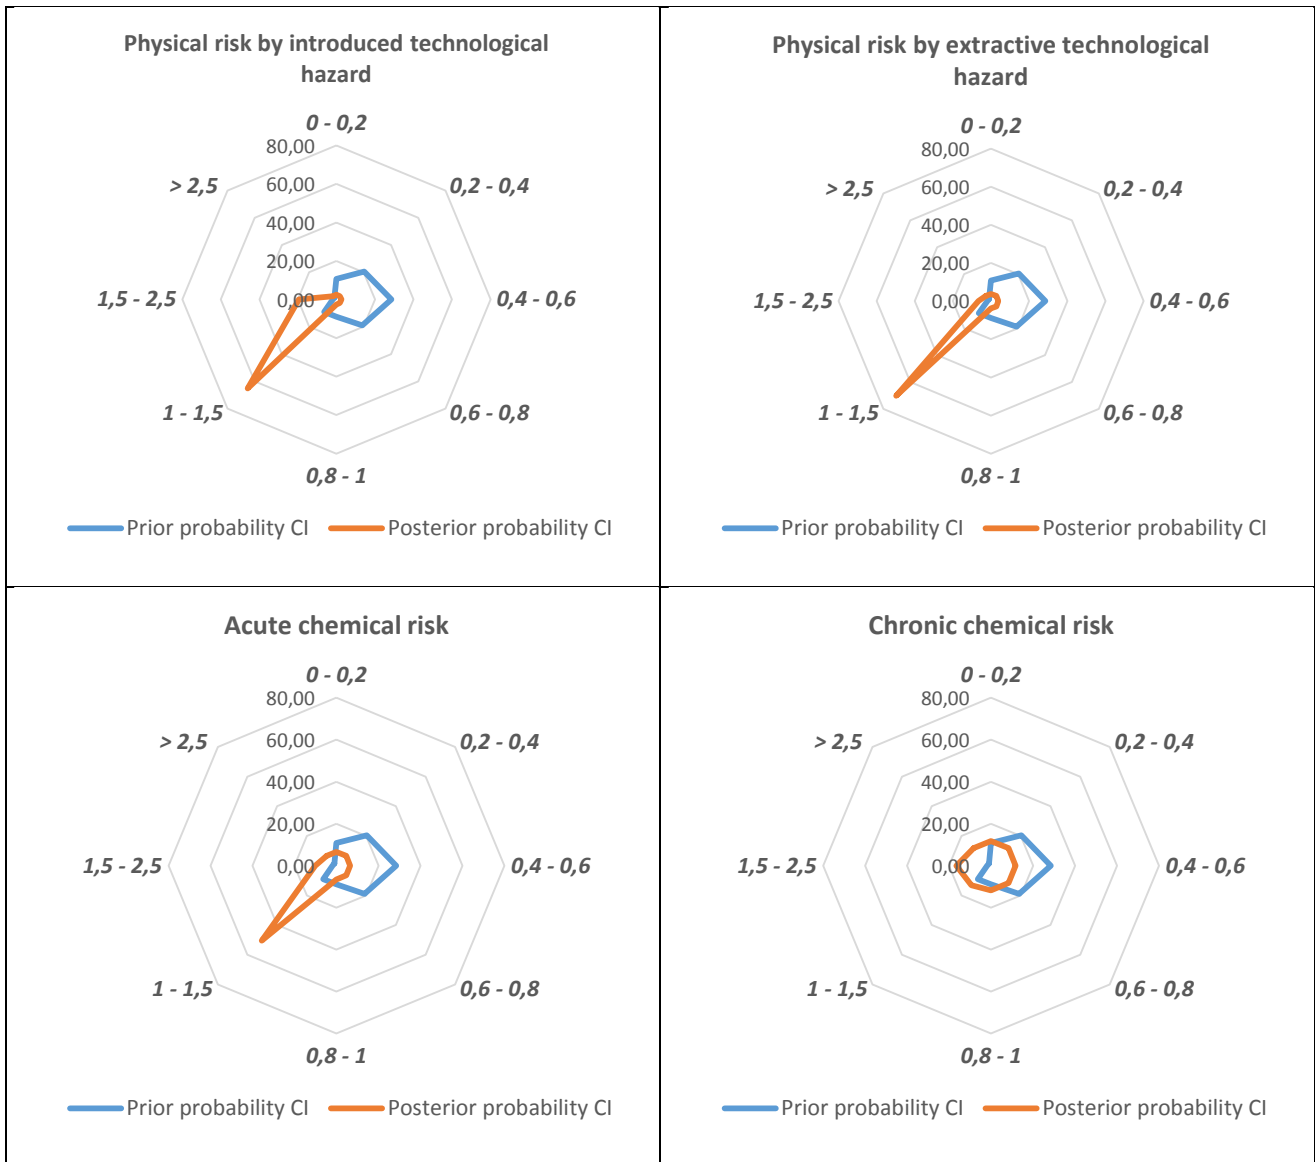 Physical risk by introduced technological
hazard
0 - 0,2
80,00
60,00
40,00
20,00
0,00
> 2,5
0,2 - 0,4
1,5 - 2,5
0,4 - 0,6
1 - 1,5
0,6 - 0,8
0,8 - 1
Prior probability CI
Posterior probability CI
Physical risk by extractive technological
hazard
0 - 0,2
80,00
60,00
40,00
20,00
0,00
> 2,5
0,2 - 0,4
1,5 - 2,5
0,4 - 0,6
1 - 1,5
0,6 - 0,8
0,8 - 1
Prior probability CI
Posterior probability CI
Acute chemical risk
0 - 0,2
80,00
60,00
40,00
20,00
0,00
> 2,5
0,2 - 0,4
1,5 - 2,5
0,4 - 0,6
1 - 1,5
0,6 - 0,8
0,8 - 1
Prior probability CI
Posterior probability CI
Chronic chemical risk
0 - 0,2
80,00
60,00
40,00
20,00
0,00
> 2,5
0,2 - 0,4
1,5 - 2,5
0,4 - 0,6
1 - 1,5
0,6 - 0,8
0,8 - 1
Prior probability CI
Posterior probability CI